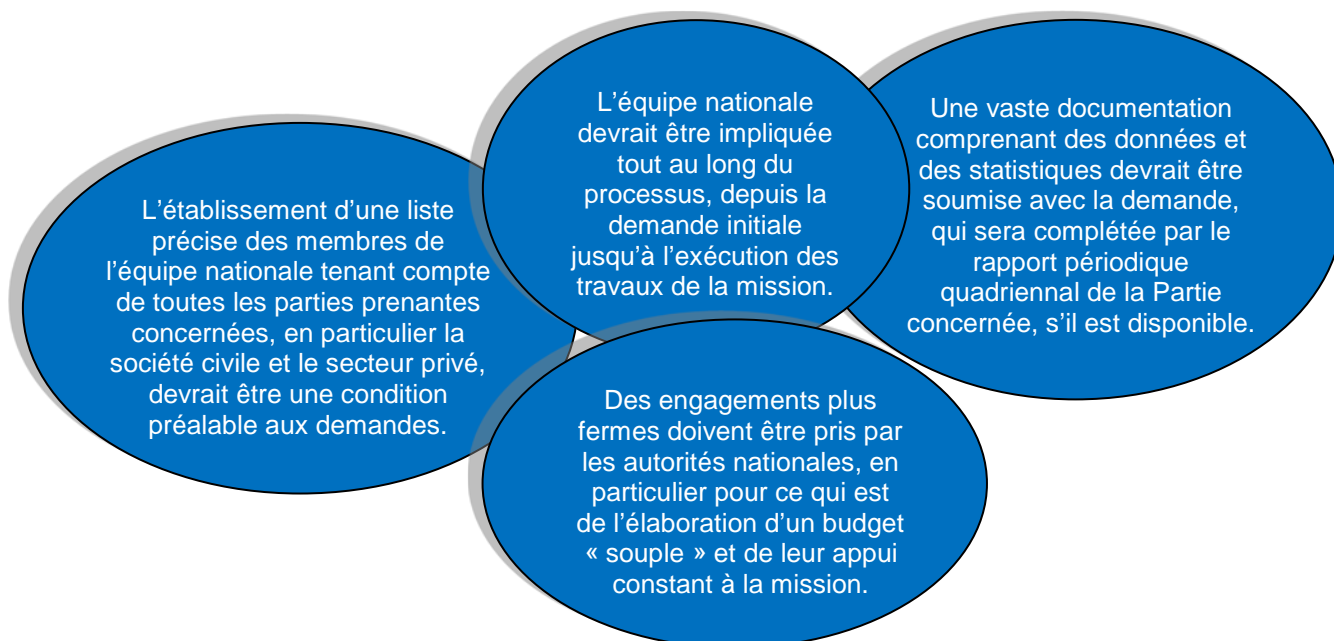 L’établissement d’une liste
précise des membres de
l’équipe nationale tenant compte
de toutes les parties prenantes
concernées, en particulier la
société civile et le secteur privé,
devrait être une condition
préalable aux demandes.
L’équipe nationale
devrait être impliquée
tout au long du
processus, depuis la
demande initiale
jusqu’à l’exécution des
travaux de la mission.
Une vaste documentation
comprenant des données et
des statistiques devrait être
soumise avec la demande,
qui sera complétée par le
rapport périodique
quadriennal de la Partie
concernée, s’il est disponible.
Des engagements plus
fermes doivent être pris par
les autorités nationales, en
particulier pour ce qui est
de l’élaboration d’un budget
« souple » et de leur appui
constant à la mission.